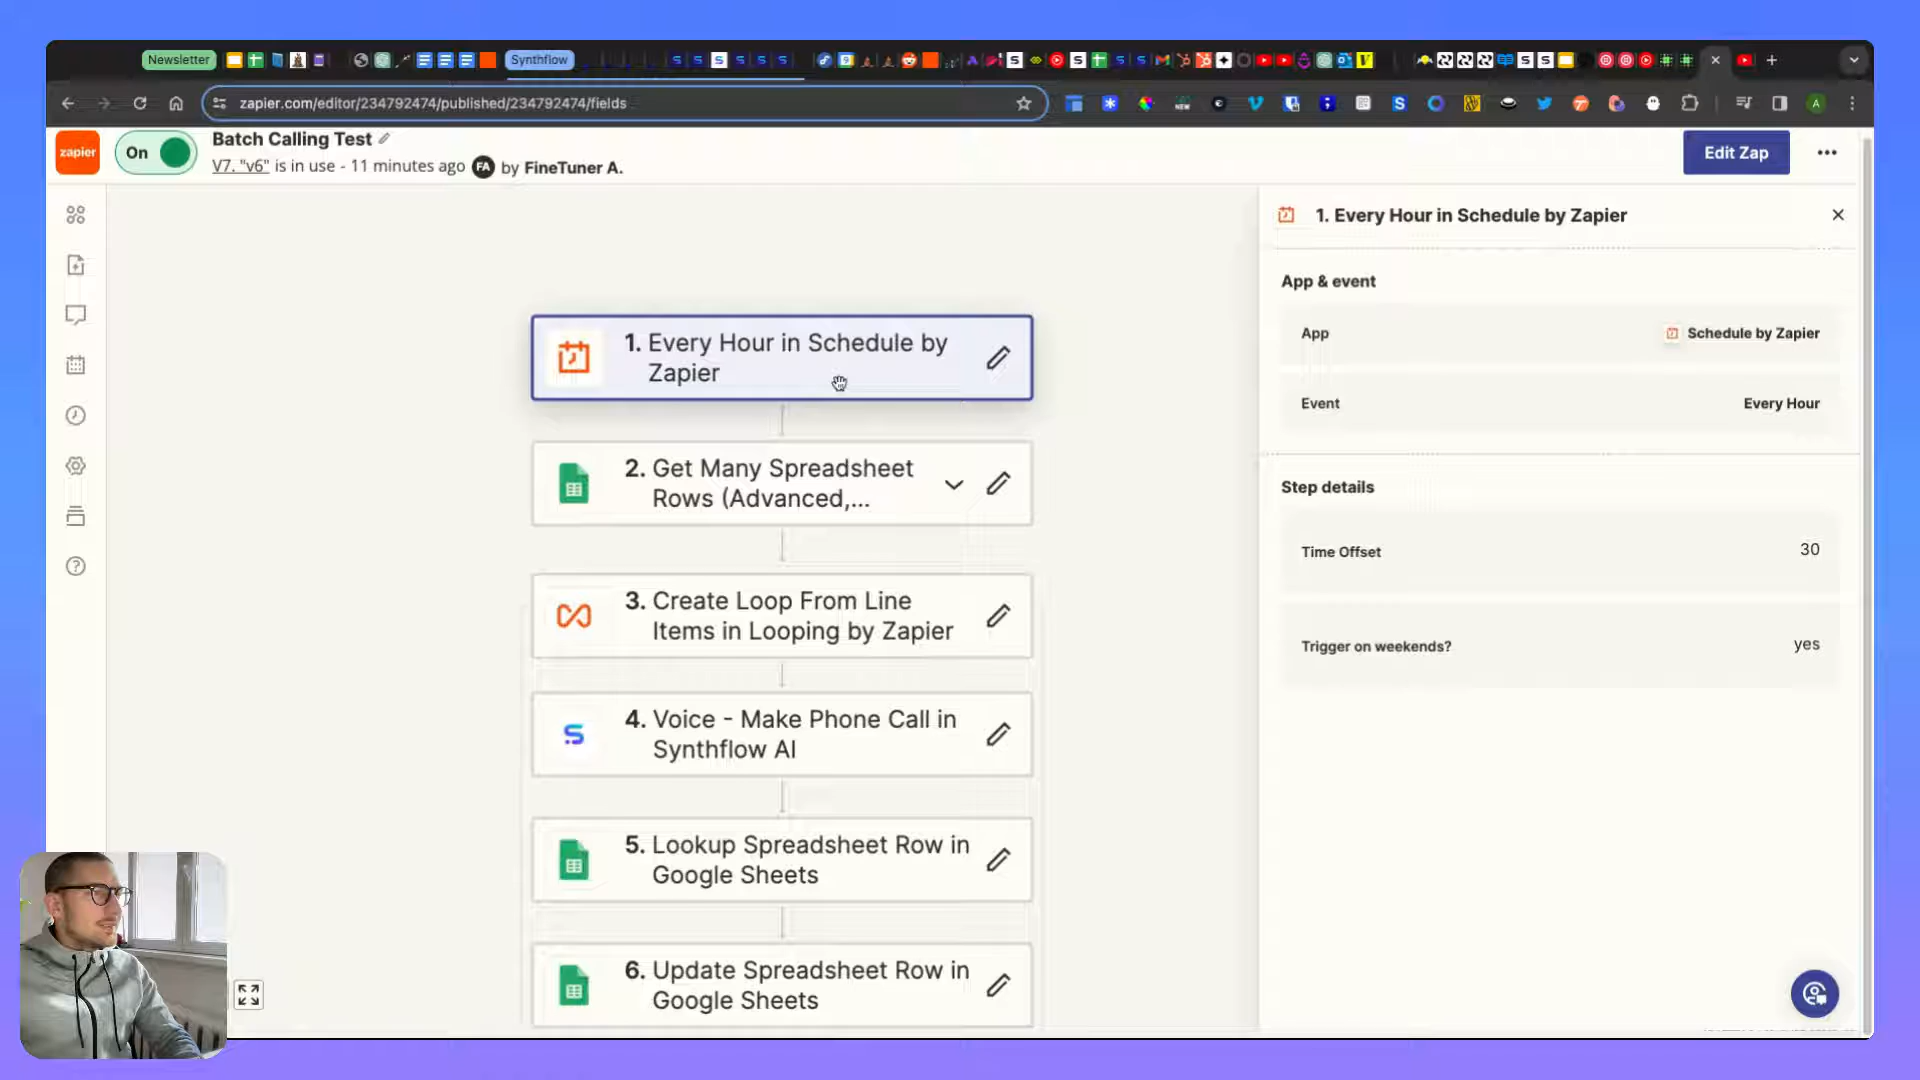 Newsletter
Synthflow
zapier.com/editor/234792474/published/234792474/fields
zapier
On
Batch Calling Test
V7. "v6" is in use - 11 minutes ago FA by FineTuner A.
Edit Zap
1. Every Hour in Schedule by Zapier
App & event
App
Schedule by Zapier
Event
Every Hour
Step details
Time Offset
30
Trigger on weekends?
yes
1. Every Hour in Schedule by
Zapier
2. Get Many Spreadsheet
Rows (Advanced,...
3. Create Loop From Line
Items in Looping by Zapier
4. Voice - Make Phone Call in
Synthflow AI
5. Lookup Spreadsheet Row in
Google Sheets
6. Update Spreadsheet Row in
Google Sheets